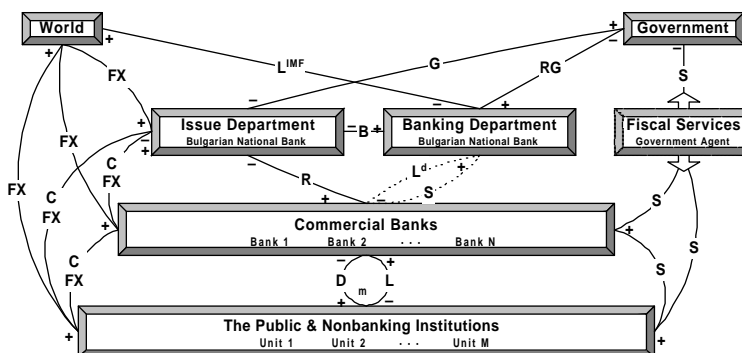 World
Government
+
+
+
–
–
G
L^IMF
RG
FX
S
–
–
+
Issue Department
Bulgarian National Bank
– B +
Banking Department
Bulgarian National Bank
Fiscal Services
Government Agent
+
–
+
–
+
FX
C
FX
C
FX
R
L^d
S
FX
S
S
+
+
–
+
Commercial Banks
Bank 1 Bank 2 · · · Bank N
C
FX
S
–
+
D
L
m
+
–
+
+
The Public & Nonbanking Institutions
Unit 1 Unit 2 · · · Unit M